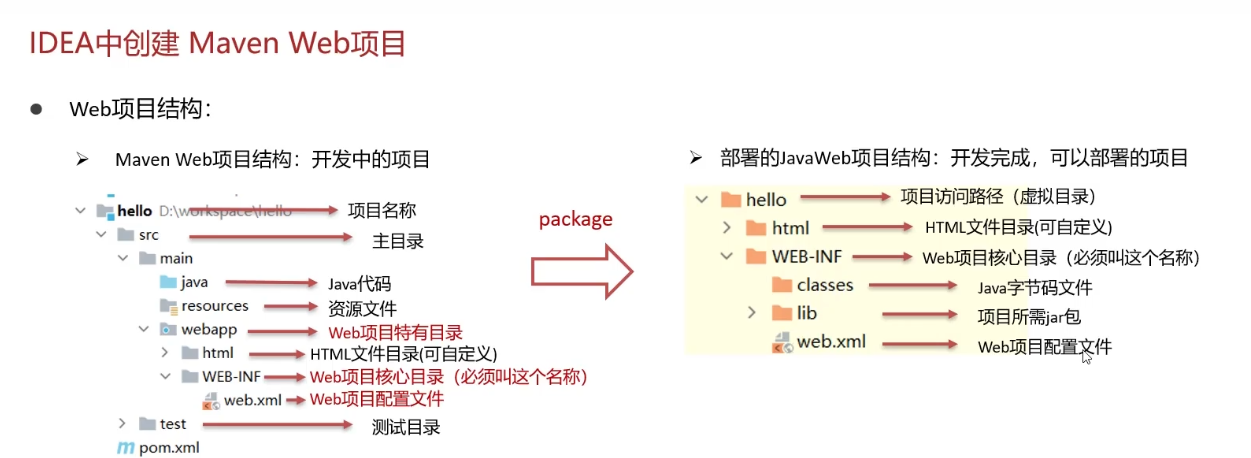 IDEA中创建 Maven Web项目
● Web项目结构：
➢ Maven Web项目结构：开发中的项目
hello D:\workspace\hello 项目名称
src 主目录
main
java Java代码
resources 资源文件
webapp Web项目特有目录
html HTML文件目录(可自定义)
WEB-INF Web项目核心目录（必须叫这个名称）
web.xml Web项目配置文件
test 测试目录
pom.xml
package
➢ 部署的JavaWeb项目结构：开发完成，可以部署的项目
hello 项目访问路径（虚拟目录）
html HTML文件目录(可自定义)
WEB-INF Web项目核心目录（必须叫这个名称）
classes Java字节码文件
lib 项目所需jar包
web.xml Web项目配置文件